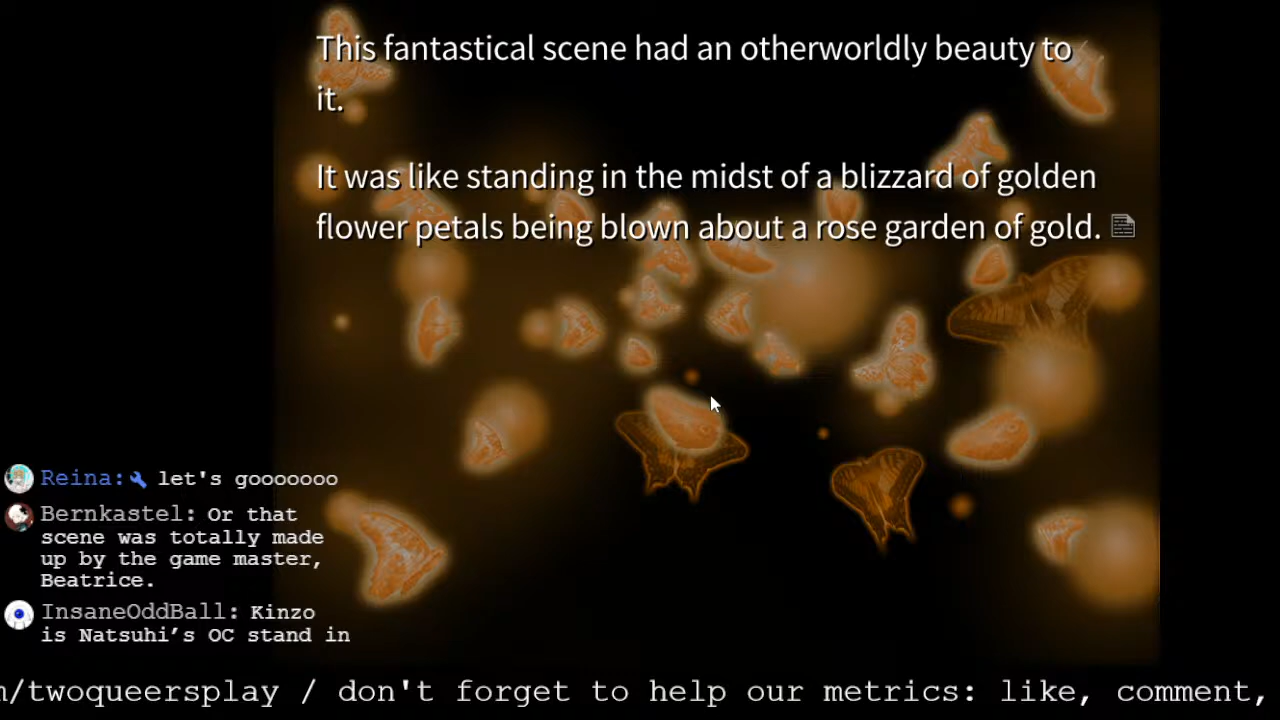 This fantastical scene had an otherworldly beauty to
it.
It was like standing in the midst of a blizzard of golden
flower petals being blown about a rose garden of gold.
Reina: let's gooooooo
Bernkastel: Or that
scene was totally made
up by the game master,
Beatrice.
InsaneOddBall: Kinzo
is Natsuhi’s OC stand in
m/twoqueersplay / don't forget to help our metrics: like, comment,